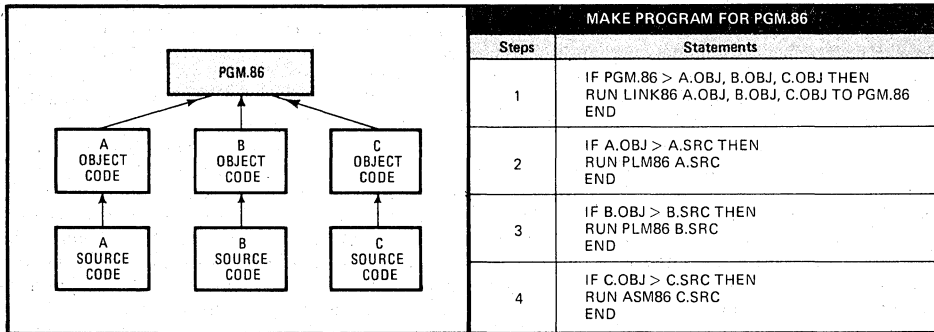 PGM.86
A
OBJECT
CODE
B
OBJECT
CODE
C
OBJECT
CODE
A
SOURCE
CODE
B
SOURCE
CODE
C
SOURCE
CODE
MAKE PROGRAM FOR PGM.86
Steps Statements
1
IF PGM.86 > A.OBJ, B.OBJ, C.OBJ THEN
RUN LINK86 A.OBJ, B.OBJ, C.OBJ TO PGM.86
END
2
IF A.OBJ > A.SRC THEN
RUN PLM86 A.SRC
END
3
IF B.OBJ > B.SRC THEN
RUN PLM86 B.SRC
END
4
IF C.OBJ > C.SRC THEN
RUN ASM86 C.SRC
END